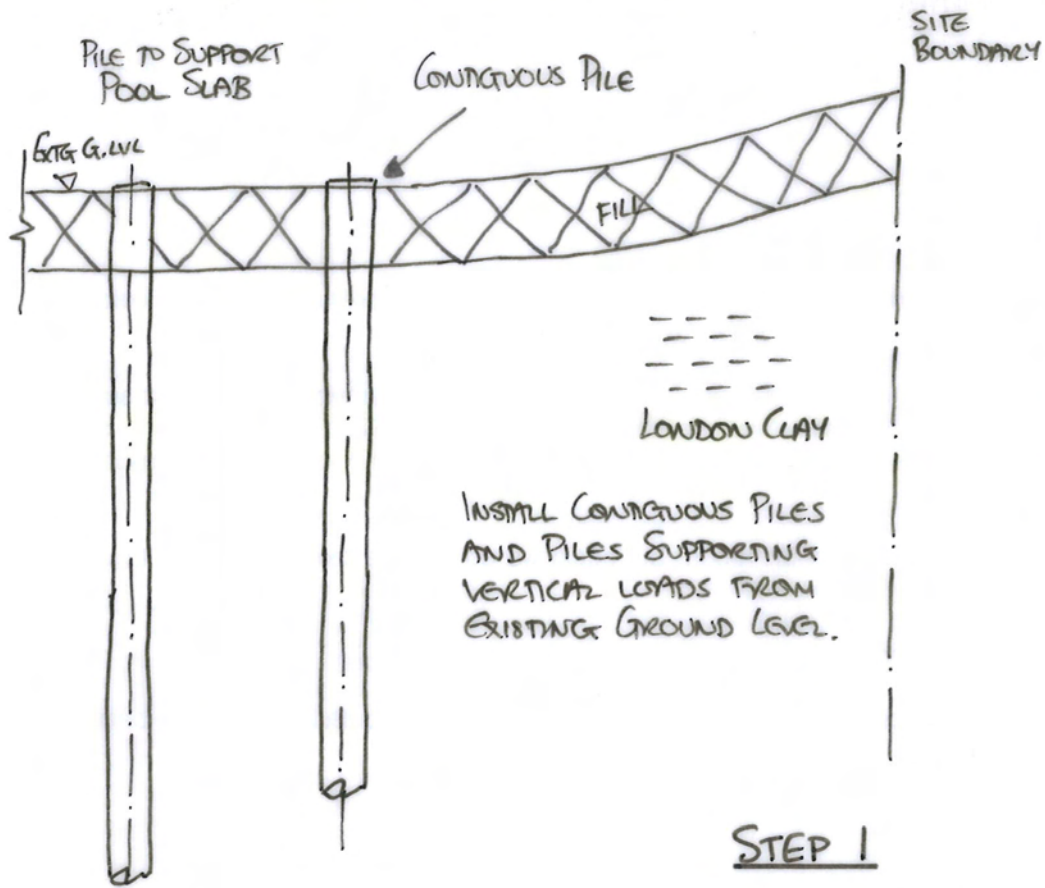 SITE
BOUNDARY
PILE TO SUPPORT
POOL SLAB
CONTIGUOUS PILE
EXTG G.LVL
FILL
LONDON CLAY
INSTALL CONTIGUOUS PILES
AND PILES SUPPORTING
VERTICAL LOADS FROM
EXISTING GROUND LEVEL.
STEP 1